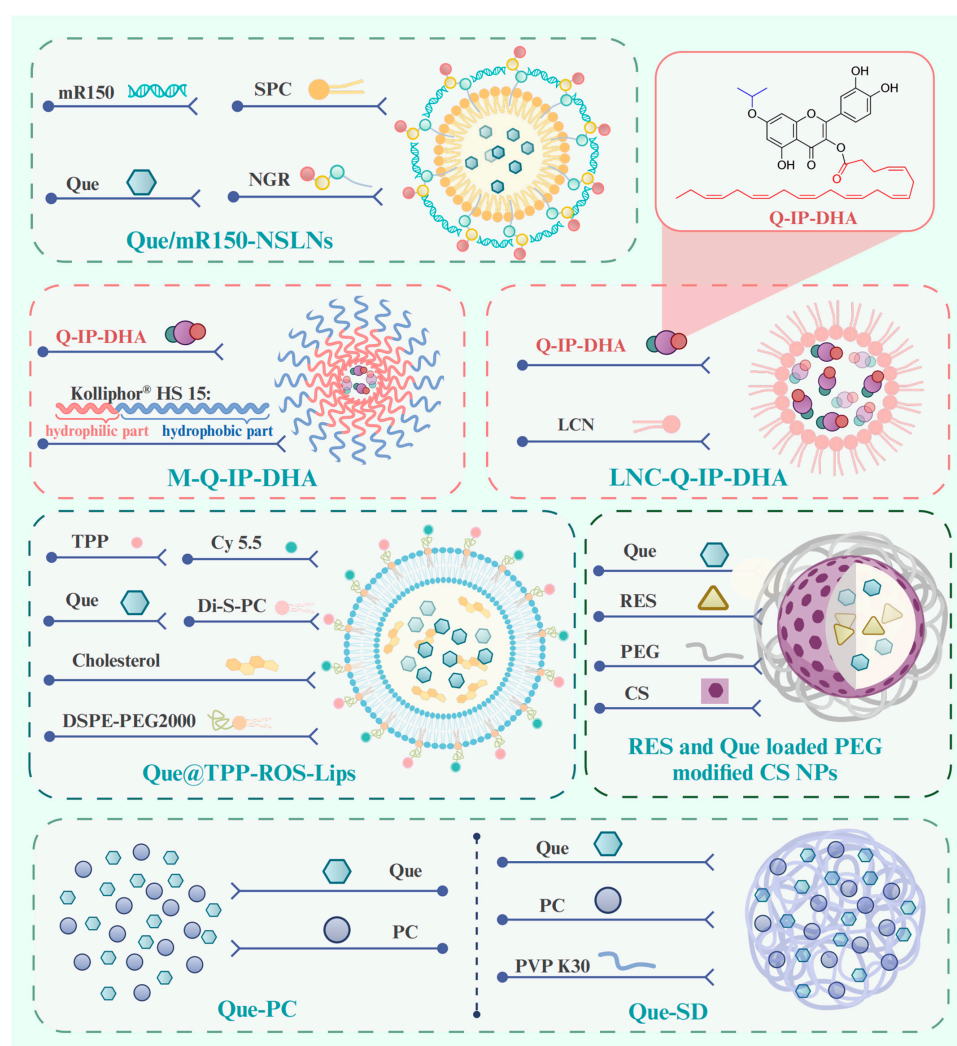 mR150
SPC
Que
NGR
Que/mR150-NSLNs
OH
OH
O
O
O
OH
O
O
Q-IP-DHA
Q-IP-DHA
Kolliphor® HS 15:
hydrophilic part
hydrophobic part
M-Q-IP-DHA
Q-IP-DHA
LCN
LNC-Q-IP-DHA
TPP
Cy 5.5
Que
Di-S-PC
Cholesterol
DSPE-PEG2000
Que@TPP-ROS-Lips
Que
RES
PEG
CS
RES and Que loaded PEG
modified CS NPs
Que
PC
Que-PC
Que
PC
PVP K30
Que-SD